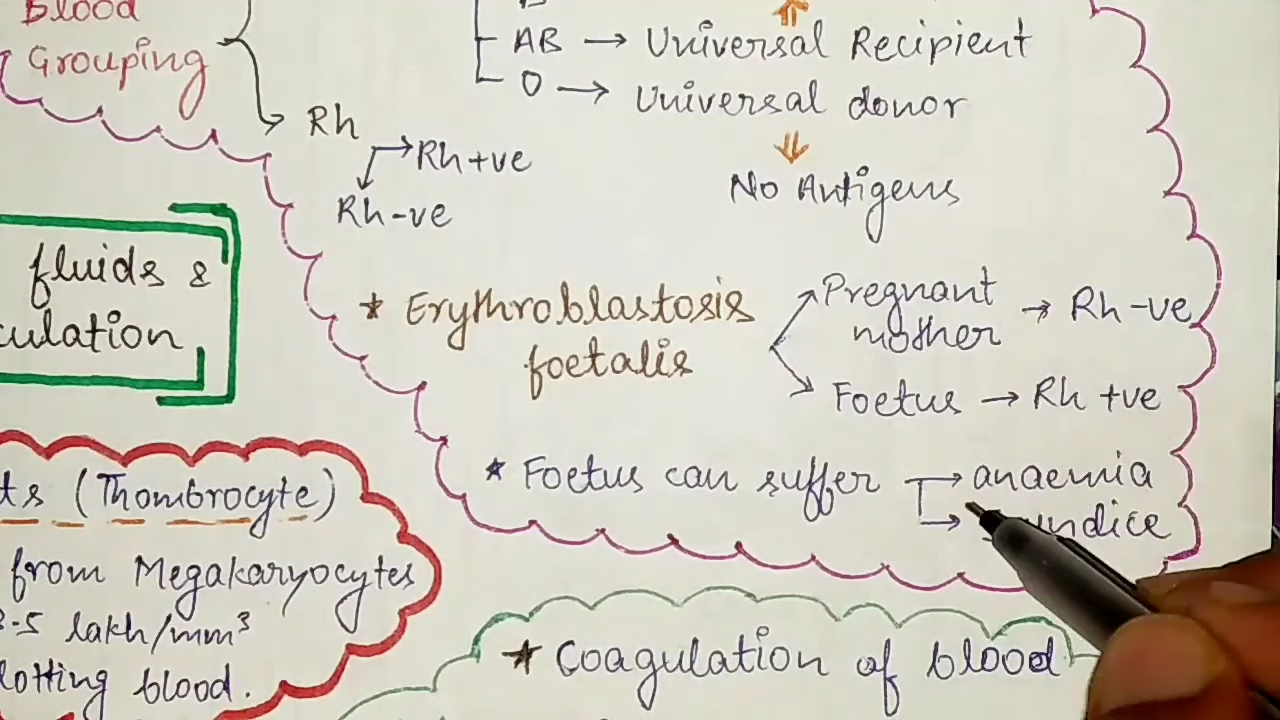 Blood
Grouping
AB → Universal Recipient
O → Universal donor
No Antigens
Rh
Rh+ve
Rh-ve
fluids &
culation
* Erythroblastosis
foetalis
Pregnant
mother → Rh -ve
Foetus → Rh +ve
* Foetus can suffer → anaemia
→
ts (Thombrocyte)
from Megakaryocytes
3-5 lakh/mm³
lotting blood.
* Coagulation of blood